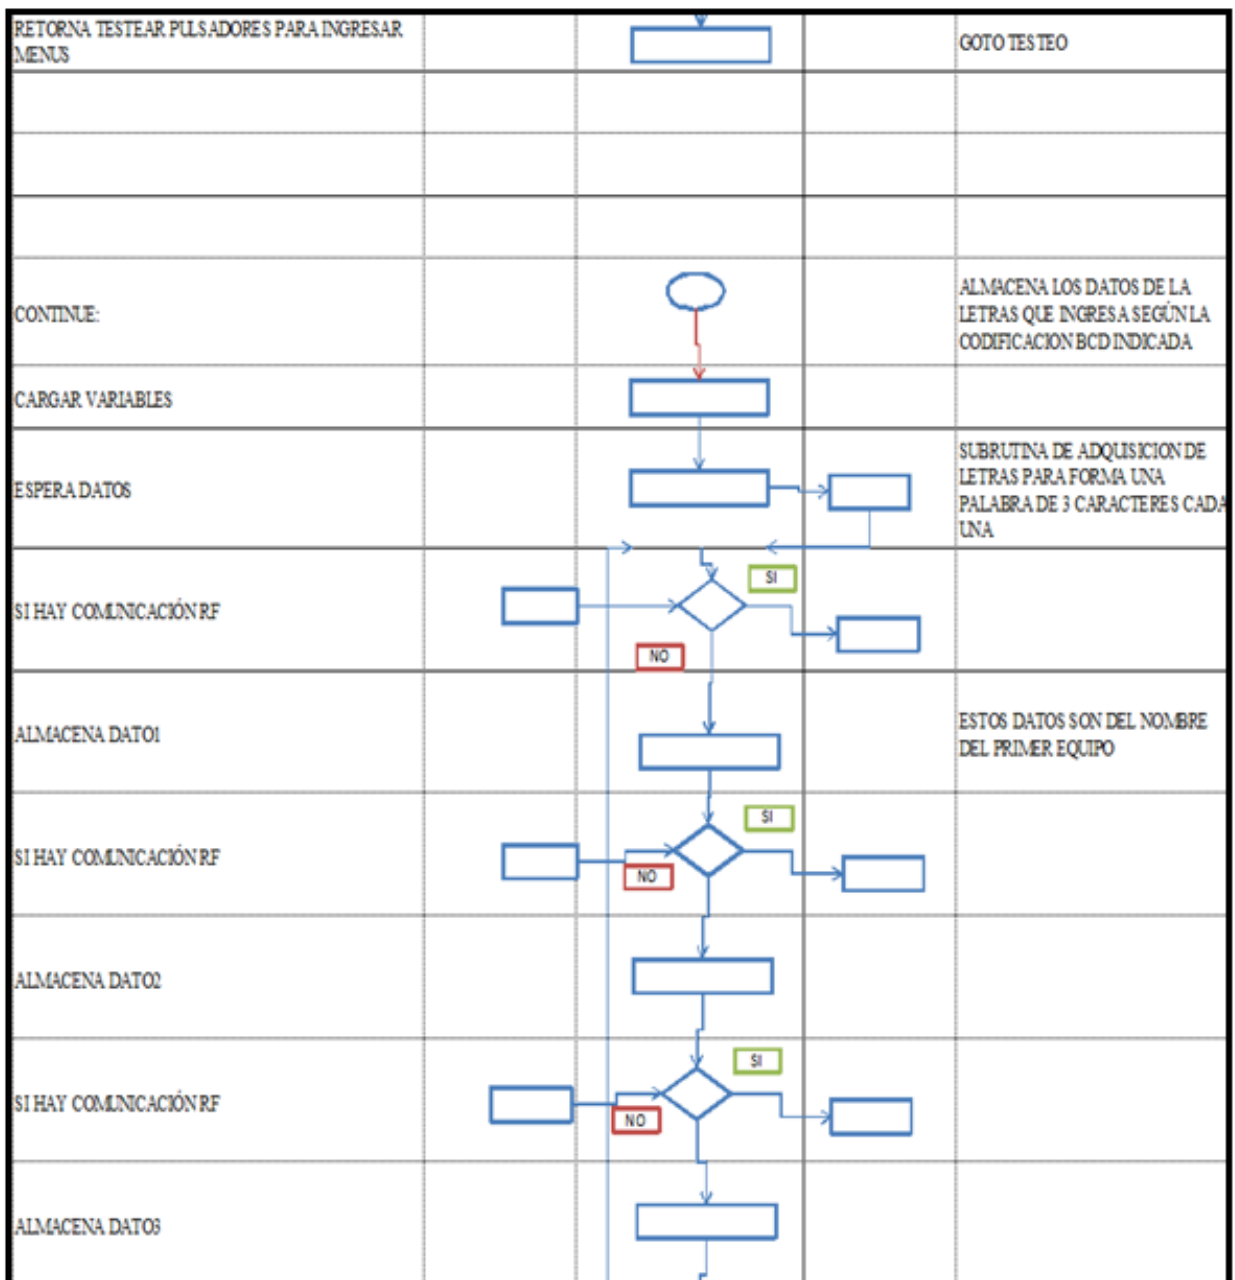 RETORNA TESTEAR PULSADORES PARA INGRESAR
MENUS
GOTO TESTEO
CONTINUE:
ALMACENA LOS DATOS DE LA
LETRAS QUE INGRESA SEGÚN LA
CODIFICACION BCD INDICADA
CARGAR VARIABLES
ESPERA DATOS
SUBRUTINA DE ADQUISICION DE
LETRAS PARA FORMA UNA
PALABRA DE 3 CARACTERES CADA
UNA
SI HAY COMUNICACIÓN RF
SI
NO
ALMACENA DATO1
ESTOS DATOS SON DEL NOMBRE
DEL PRIMER EQUIPO
SI HAY COMUNICACIÓN RF
SI
NO
ALMACENA DATO2
SI HAY COMUNICACIÓN RF
SI
NO
ALMACENA DATO3